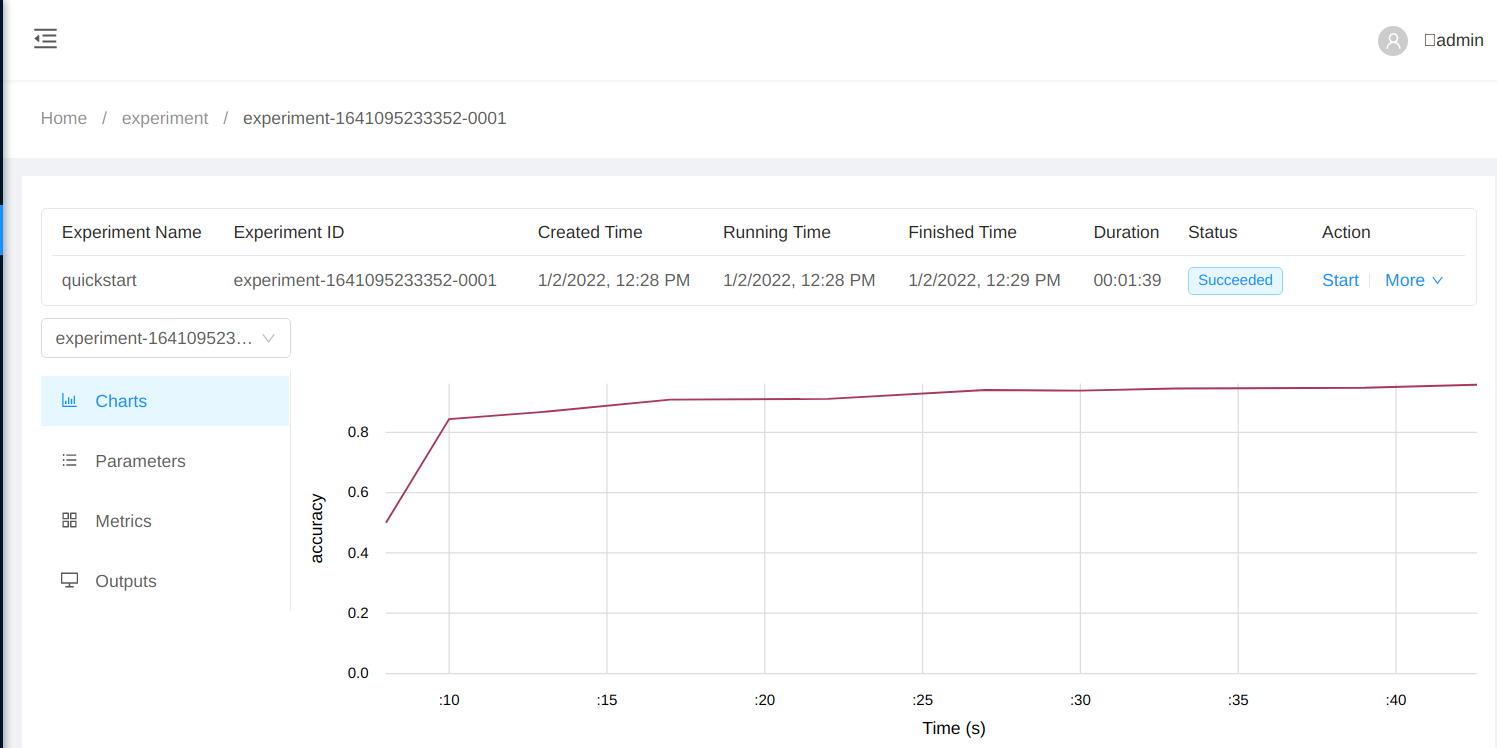 admin
Home / experiment / experiment-1641095233352-0001
Experiment Name Experiment ID Created Time Running Time Finished Time Duration Status Action
quickstart experiment-1641095233352-0001 1/2/2022, 12:28 PM 1/2/2022, 12:28 PM 1/2/2022, 12:29 PM 00:01:39 Succeeded Start More
experiment-164109523...
Charts
Parameters
Metrics
Outputs
accuracy
0.8
0.6
0.4
0.2
0.0
:10 :15 :20 :25 :30 :35 :40
Time (s)